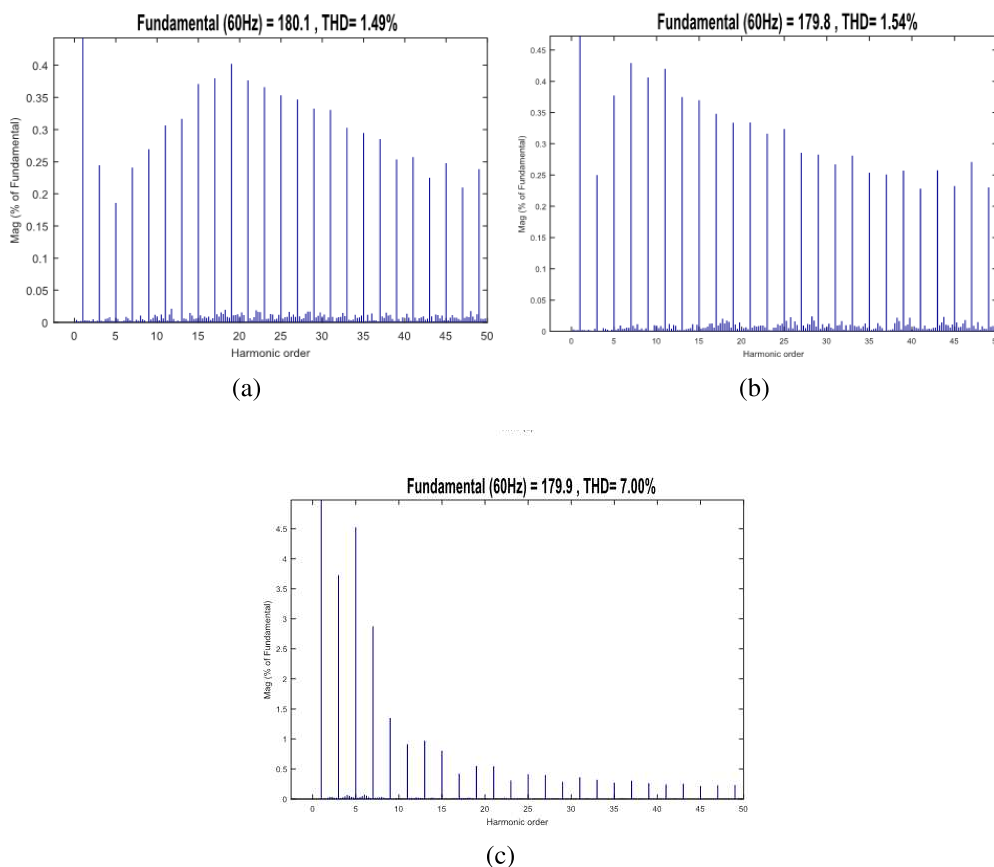 Fundamental (60Hz) = 180.1 , THD= 1.49%
0.4
0.35
0.3
0.25
0.2
0.15
0.1
0.05
0
Mag (% of Fundamental)
0 5 10 15 20 25 30 35 40 45 50
Harmonic order
(a)
Fundamental (60Hz) = 179.8 , THD= 1.54%
0.45
0.4
0.35
0.3
0.25
0.2
0.15
0.1
0.05
0
Mag (% of Fundamental)
0 5 10 15 20 25 30 35 40 45
Harmonic order
(b)
Fundamental (60Hz) = 179.9 , THD= 7.00%
4.5
4
3.5
3
2.5
2
1.5
1
0.5
0
Mag (% of Fundamental)
0 5 10 15 20 25 30 35 40 45 50
Harmonic order
(c)